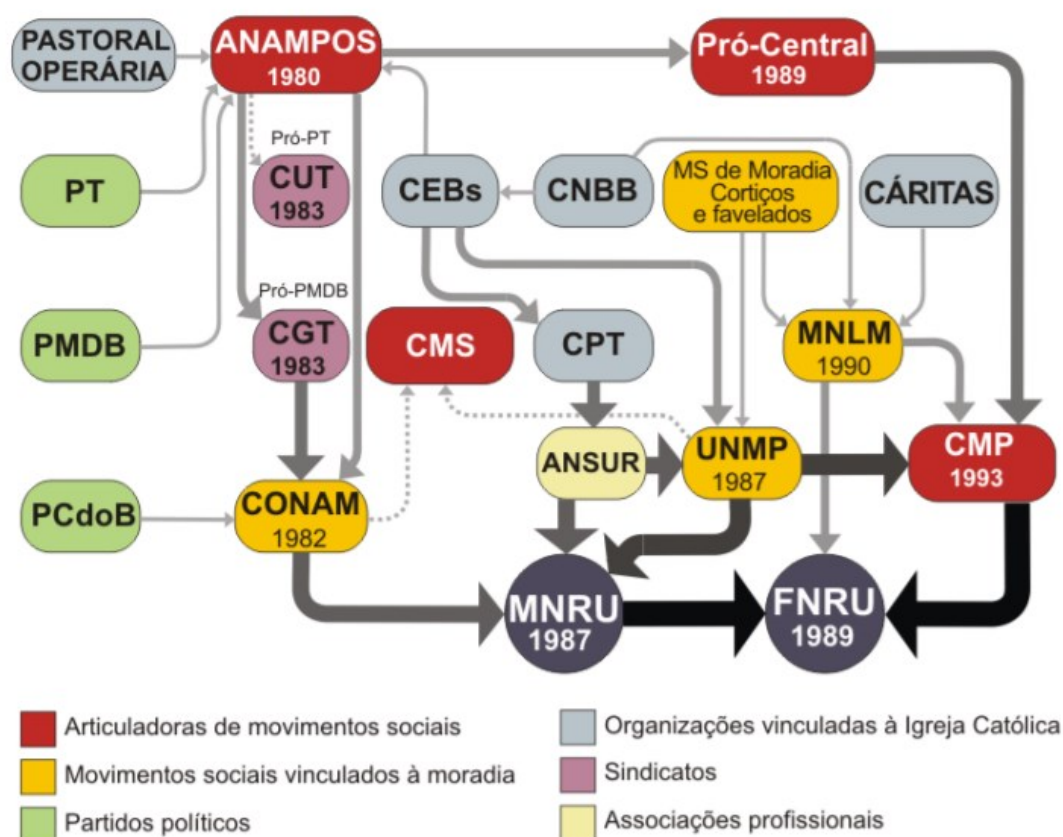 PASTORAL
OPERÁRIA
ANAMPOS
1980
Pró-Central
1989
Pró-PT
PT
CUT
1983
CEBs
CNBB
MS de Moradia
Cortiços
e favelados
CÁRITAS
Pró-PMDB
PMDB
CGT
1983
CMS
CPT
MNLM
1990
PCdoB
CONAM
1982
ANSUR
UNMP
1987
CMP
1993
MNRU
1987
FNRU
1989
Articuladoras de movimentos sociais
Movimentos sociais vinculados à moradia
Partidos políticos
Organizações vinculadas à Igreja Católica
Sindicatos
Associações profissionais